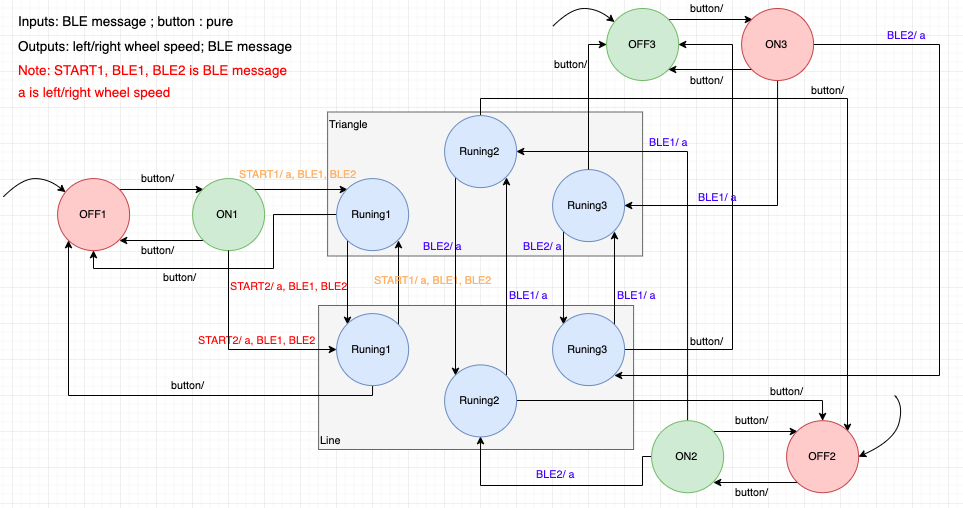 Inputs: BLE message ; button : pure
Outputs: left/right wheel speed; BLE message
Note: START1, BLE1, BLE2 is BLE message
a is left/right wheel speed
button/
OFF3
ON3
BLE2/ a
button/
button/
button/
Triangle
Runing2
BLE1/ a
START1/ a, BLE1, BLE2
button/
BLE1/ a
Runing3
OFF1
ON1
Runing1
button/
BLE2/ a
BLE2/ a
button/
START1/ a, BLE1, BLE2
START2/ a, BLE1, BLE2
BLE1/ a
BLE1/ a
START2/ a, BLE1, BLE2
Runing1
Runing3
button/
button/
button/
Runing2
button/
Line
ON2
OFF2
BLE2/ a
button/